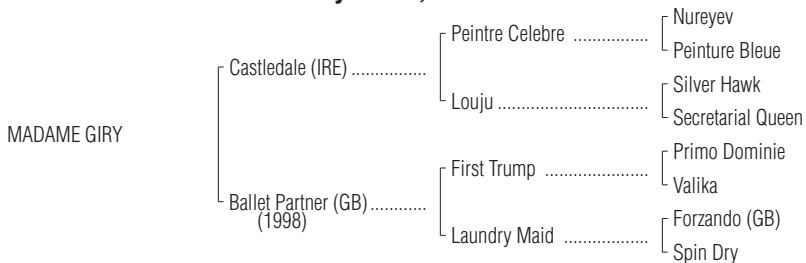 Nureyev
Peintre Celebre ................
Peinture Bleue
Castledale (IRE) ................
Silver Hawk
Louju ................................
Secretarial Queen
MADAME GIRY
Primo Dominie
First Trump ......................
Valika
Ballet Partner (GB)............
(1998)
Forzando (GB)
Laundry Maid ..................
Spin Dry